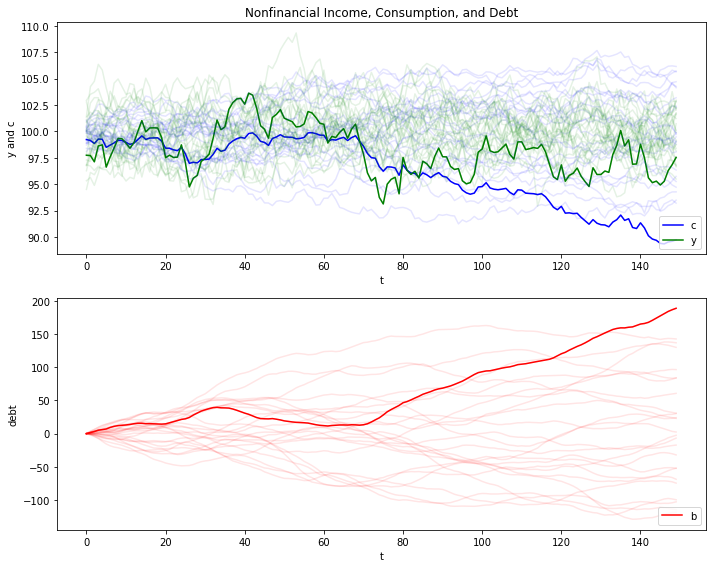 Nonfinancial Income, Consumption, and Debt
110.0
107.5
105.0
102.5
100.0
97.5
95.0
92.5
90.0
y and c
c
y
0 20 40 60 80 100 120 140
t
200
150
100
50
0
−50
−100
debt
b
0 20 40 60 80 100 120 140
t